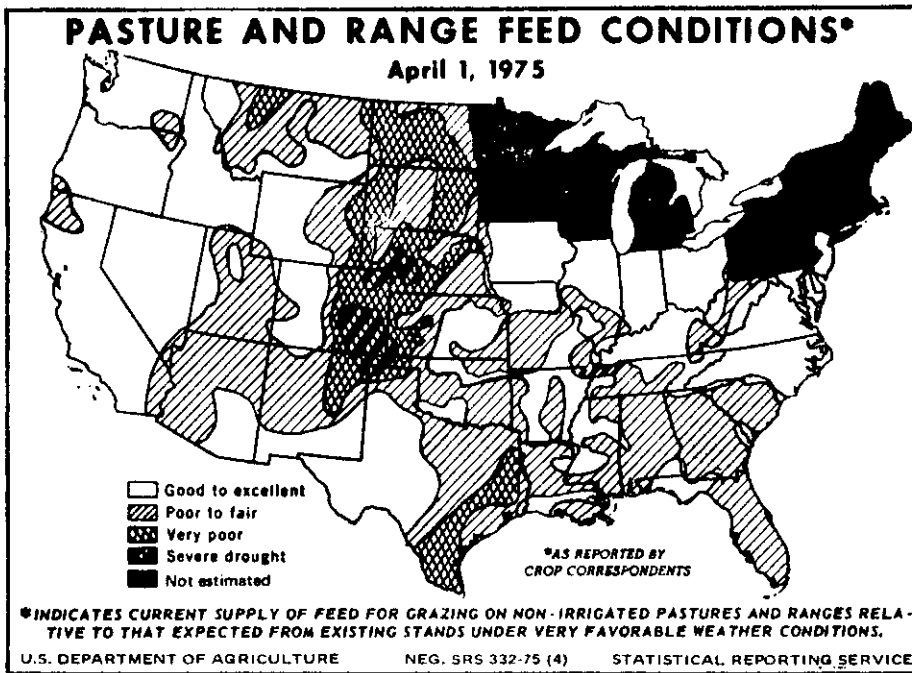 PASTURE AND RANGE FEED CONDITIONS*
April 1, 1975
Good to excellent
Poor to fair
Very poor
Severe drought
Not estimated
*AS REPORTED BY
CROP CORRESPONDENTS
*INDICATES CURRENT SUPPLY OF FEED FOR GRAZING ON NON-IRRIGATED PASTURES AND RANGES RELA-
TIVE TO THAT EXPECTED FROM EXISTING STANDS UNDER VERY FAVORABLE WEATHER CONDITIONS.
U.S. DEPARTMENT OF AGRICULTURE NEG. SRS 332-75 (4) STATISTICAL REPORTING SERVICE